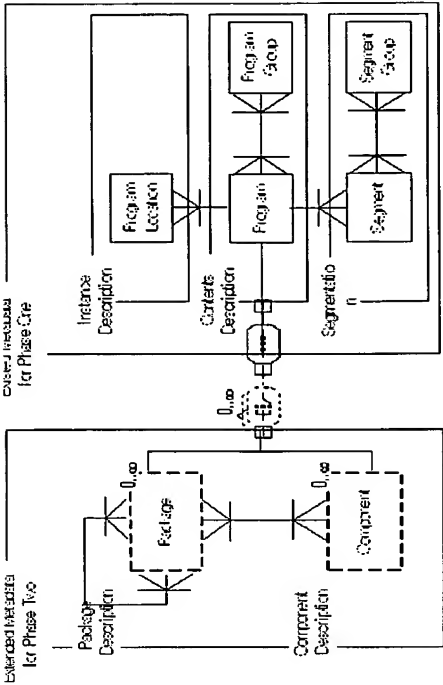 Existed Metadata
for Phase One
Instance
Description
Program
Location
Contents
Description
Program
Program
Group
Segmentatio
n
Segment
Segment
Group
0..∞
Extended Metadata
for Phase Two
Package
Description
0..∞
Package
Component
Description
0..∞
Component